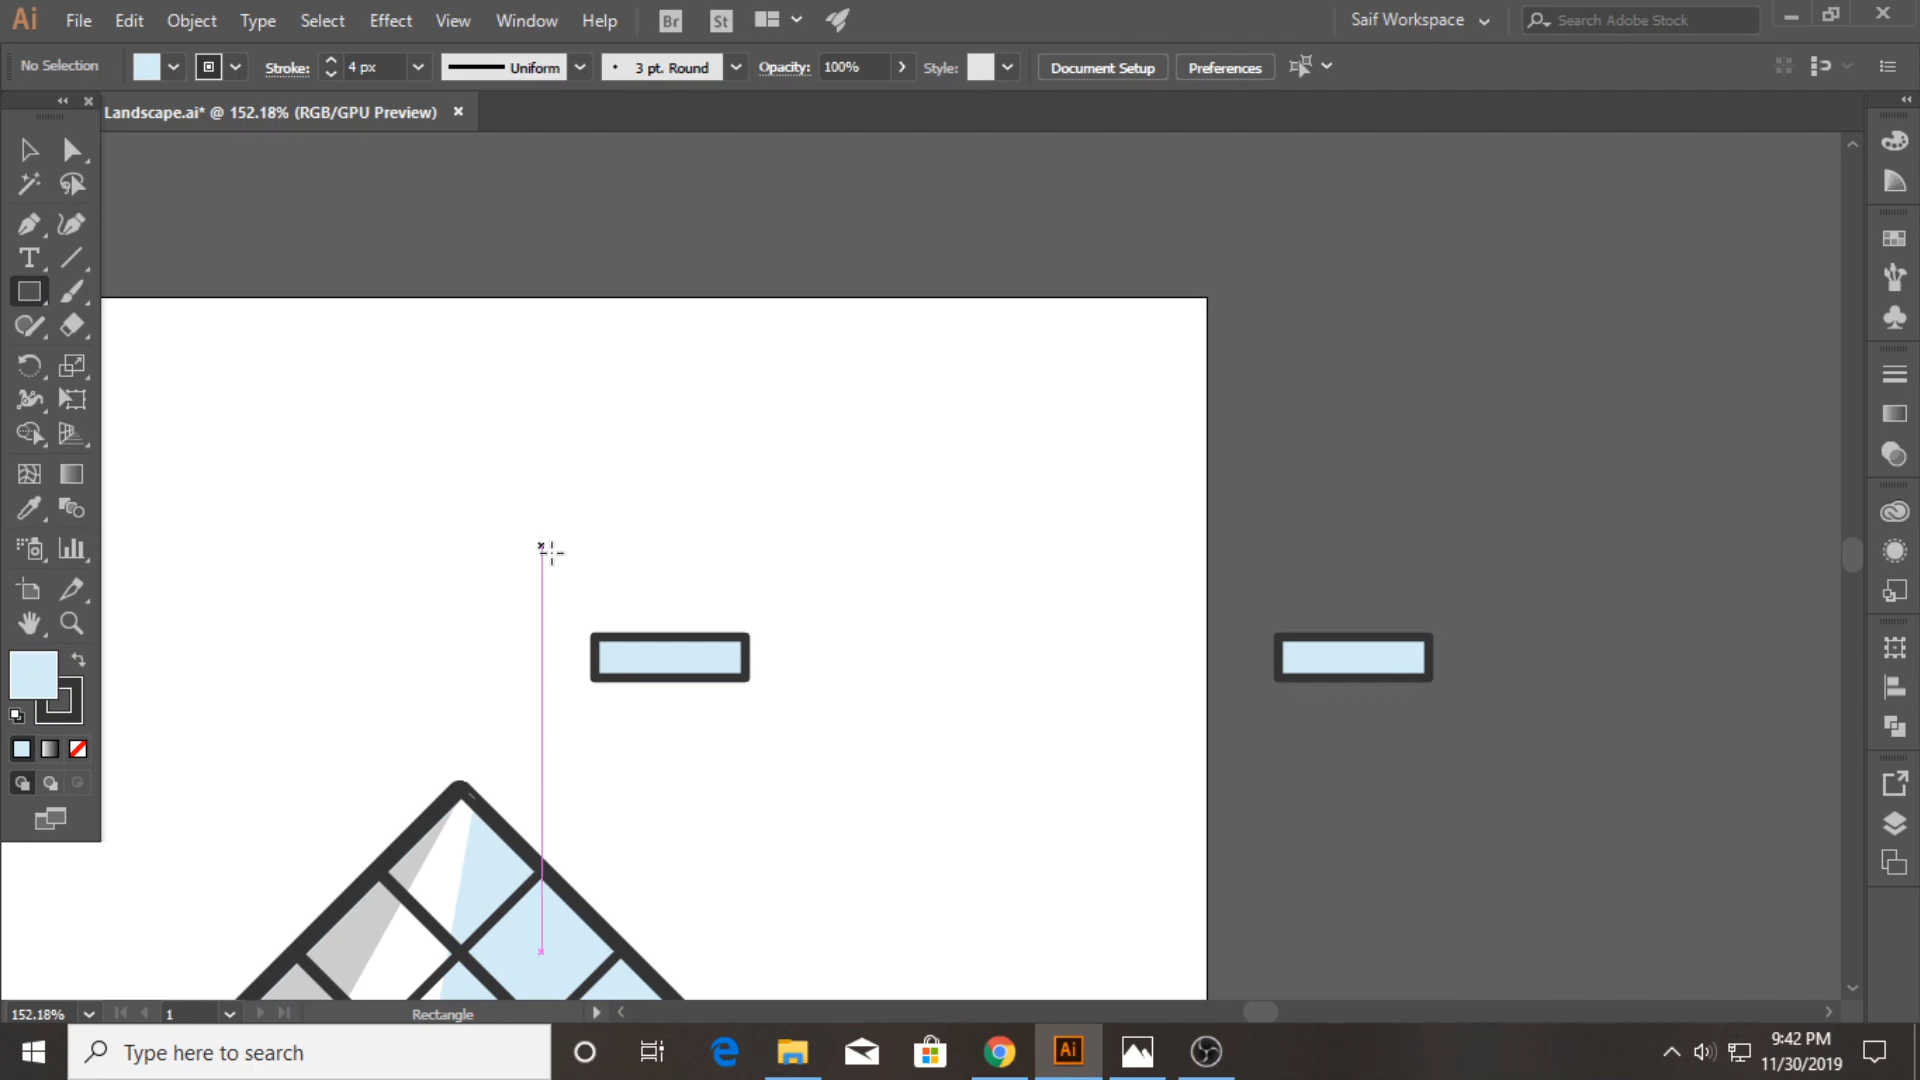 Ai File Edit Object Type Select Effect View Window Help Br St Saif Workspace Search Adobe Stock
No Selection Stroke: 4 px Uniform 3 pt. Round Opacity: 100% Style: Document Setup Preferences
Landscape.ai* @ 152.18% (RGB/GPU Preview)
T
152.18% 1 Rectangle
Type here to search
Ai
9:42 PM
11/30/2019